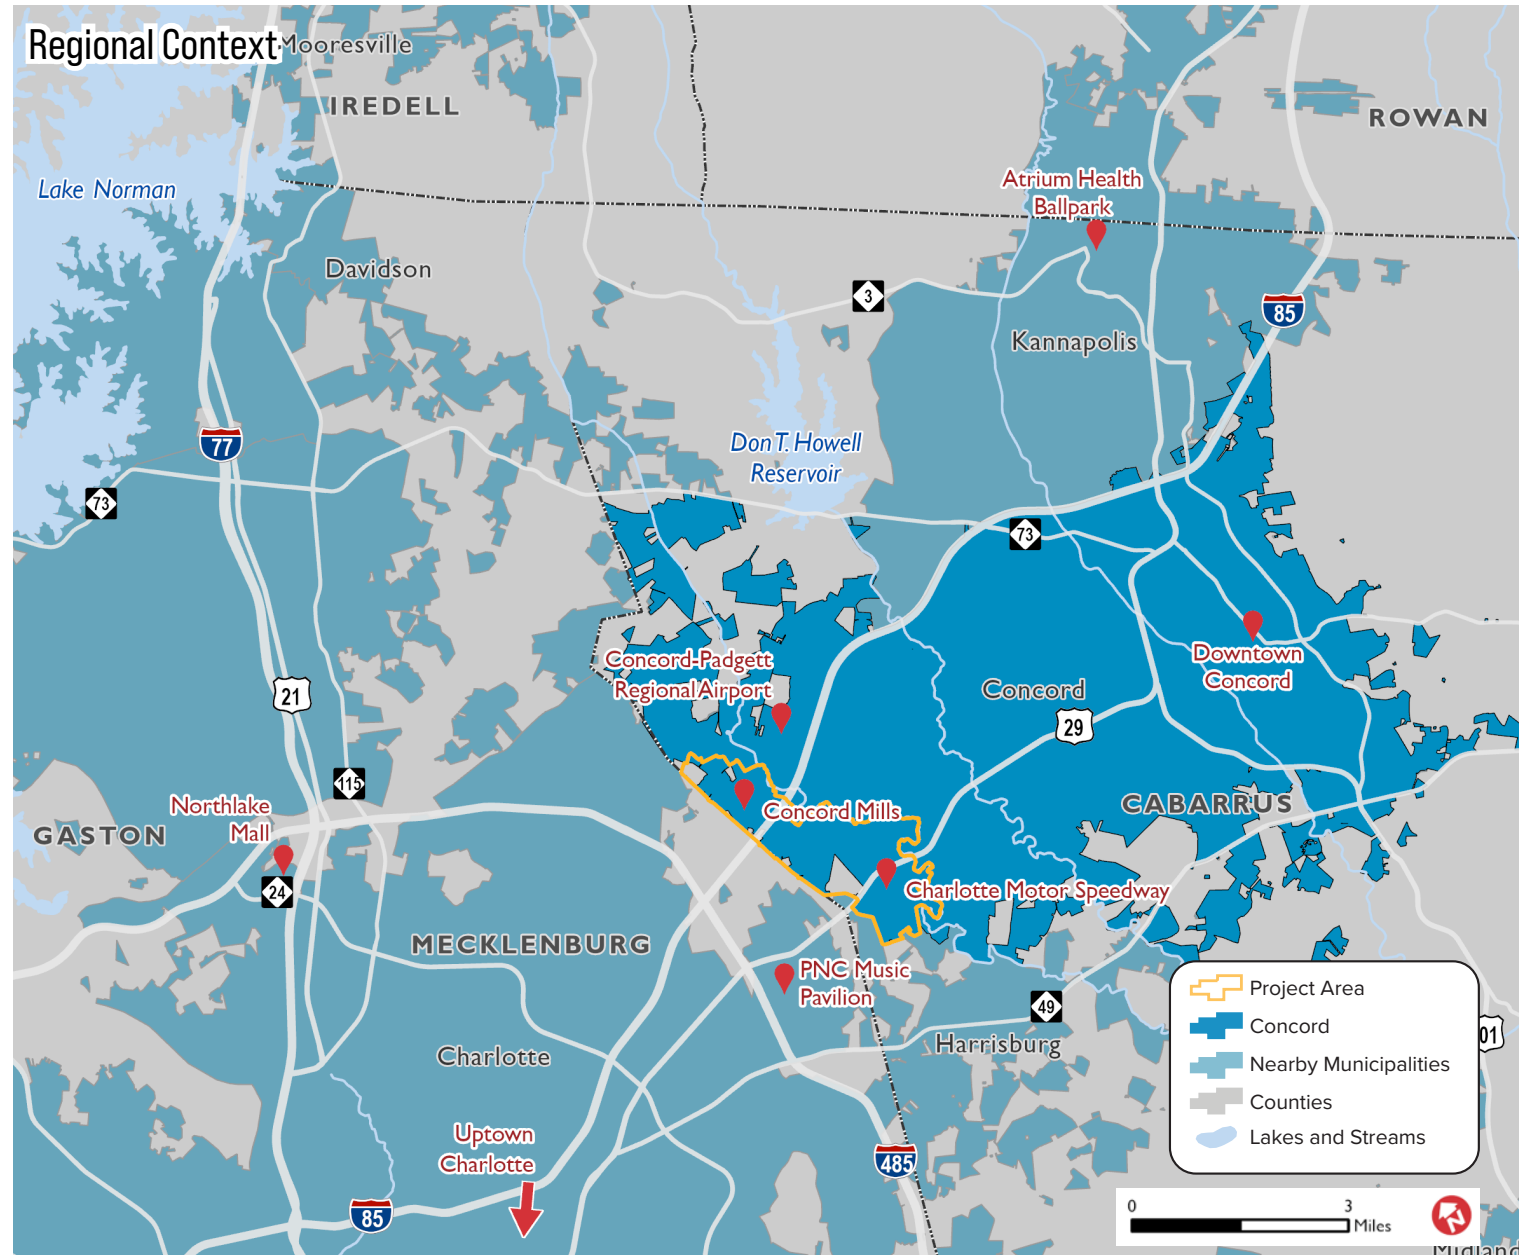 Regional Context
Mooresville
IREDELL
ROWAN
Lake Norman
Atrium Health
Ballpark
Davidson
3
85
Kannapolis
77
Don T. Howell
Reservoir
73
73
Downtown
Concord
Concord-Padgett
Regional Airport
Concord
21
29
115
Northlake
Mall
Concord Mills
CABARRUS
GASTON
24
Charlotte Motor Speedway
MECKLENBURG
PNC Music
Pavilion
49
Harrisburg
Charlotte
Uptown
Charlotte
485
85
Project Area
Concord
Nearby Municipalities
Counties
Lakes and Streams
01
0 3
Miles
N
Midland